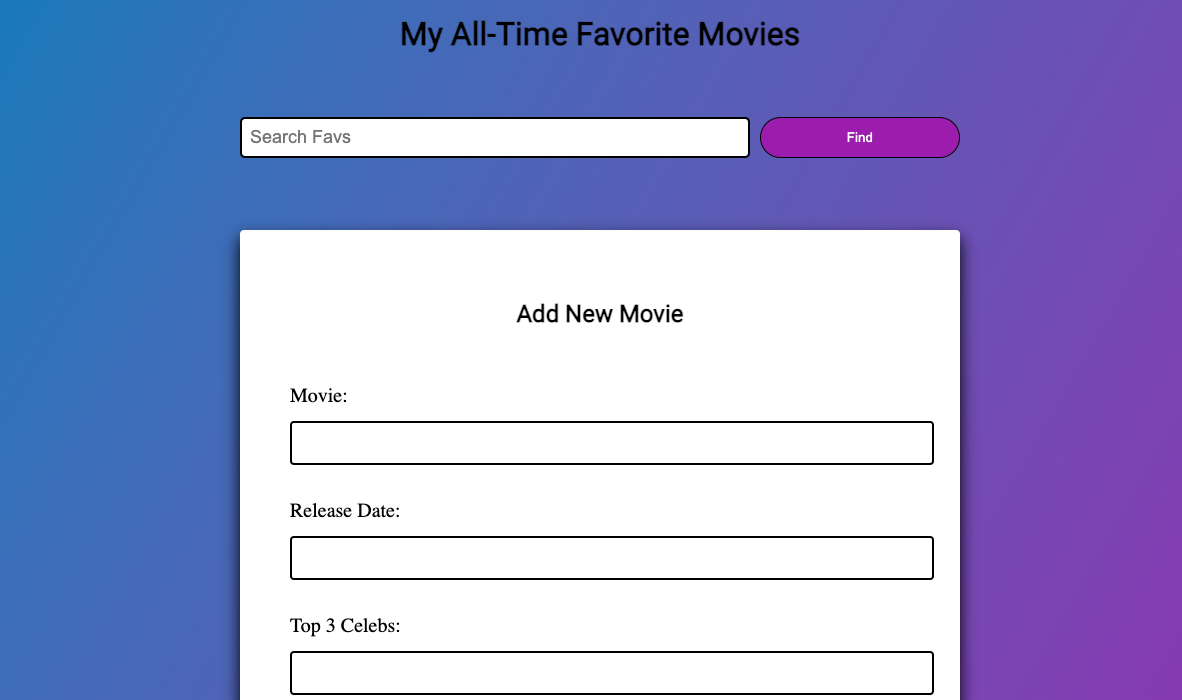 My All-Time Favorite Movies
Search Favs
Find
Add New Movie
Movie:
Release Date:
Top 3 Celebs: